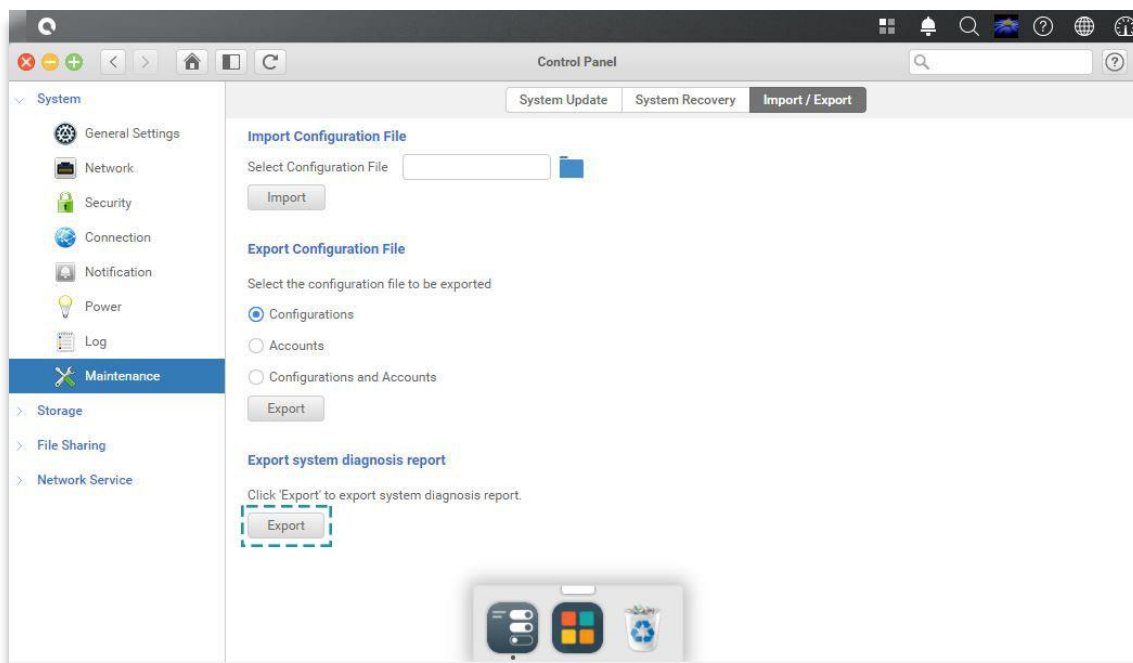 Control Panel
System
General Settings
Network
Security
Connection
Notification
Power
Log
Maintenance
Storage
File Sharing
Network Service
System Update
System Recovery
Import / Export
Import Configuration File
Select Configuration File
Import
Export Configuration File
Select the configuration file to be exported
Configurations
Accounts
Configurations and Accounts
Export
Export system diagnosis report
Click 'Export' to export system diagnosis report.
Export